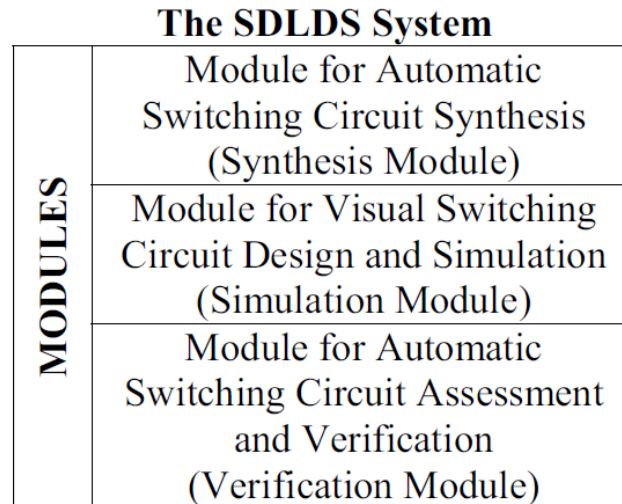 The SDLDS System
MODULES
Module for Automatic
Switching Circuit Synthesis
(Synthesis Module)
Module for Visual Switching
Circuit Design and Simulation
(Simulation Module)
Module for Automatic
Switching Circuit Assessment
and Verification
(Verification Module)